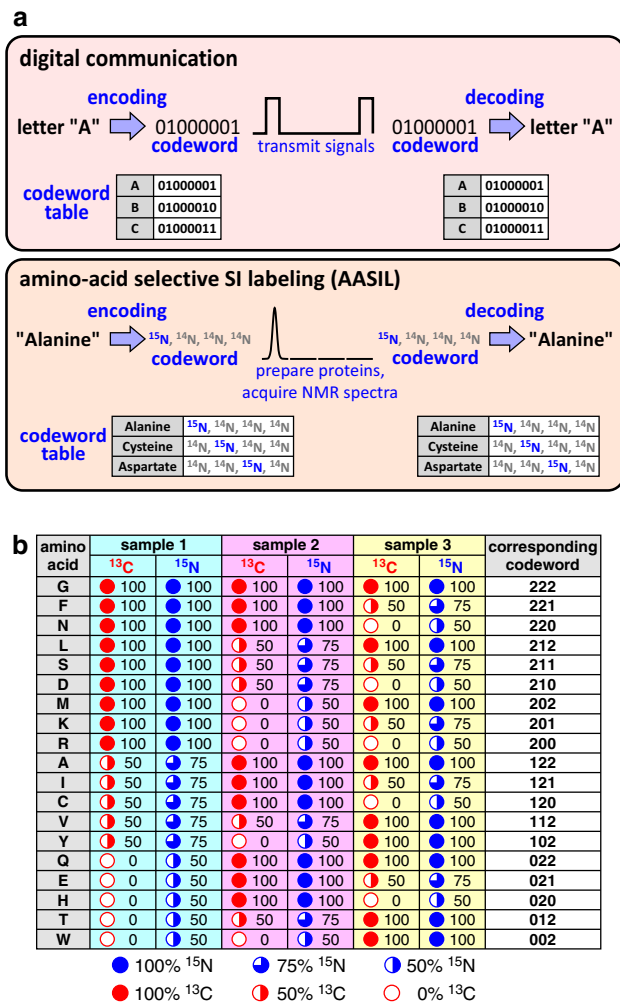 a
digital communication
encoding
decoding
letter "A" 01000001 01000001 letter "A"
codeword transmit signals codeword
codeword table
A 01000001
B 01000010
C 01000011
A 01000001
B 01000010
C 01000011
amino-acid selective SI labeling (AASIL)
encoding
decoding
"Alanine" ¹⁵N, ¹⁴N, ¹⁴N, ¹⁴N ¹⁵N, ¹⁴N, ¹⁴N, ¹⁴N "Alanine"
codeword codeword
prepare proteins,
acquire NMR spectra
codeword table
Alanine ¹⁵N, ¹⁴N, ¹⁴N, ¹⁴N
Cysteine ¹⁴N, ¹⁵N, ¹⁴N, ¹⁴N
Aspartate ¹⁴N, ¹⁴N, ¹⁵N, ¹⁴N
Alanine ¹⁵N, ¹⁴N, ¹⁴N, ¹⁴N
Cysteine ¹⁴N, ¹⁵N, ¹⁴N, ¹⁴N
Aspartate ¹⁴N, ¹⁴N, ¹⁵N, ¹⁴N
b
amino acid sample 1 sample 2 sample 3 corresponding codeword
¹³C ¹⁵N ¹³C ¹⁵N ¹³C ¹⁵N
G 100 100 100 100 100 100 222
F 100 100 100 100 50 75 221
N 100 100 100 100 0 50 220
L 100 100 50 75 100 100 212
S 100 100 50 75 50 75 211
D 100 100 50 75 0 50 210
M 100 100 0 50 100 100 202
K 100 100 0 50 50 75 201
R 100 100 0 50 0 50 200
A 50 75 100 100 100 100 122
I 50 75 100 100 50 75 121
C 50 75 100 100 0 50 120
V 50 75 50 75 100 100 112
Y 50 75 0 50 100 100 102
Q 0 50 100 100 100 100 022
E 0 50 100 100 50 75 021
H 0 50 100 100 0 50 020
T 0 50 50 75 100 100 012
W 0 50 0 50 100 100 002
100% ¹⁵N 75% ¹⁵N 50% ¹⁵N
100% ¹³C 50% ¹³C 0% ¹³C